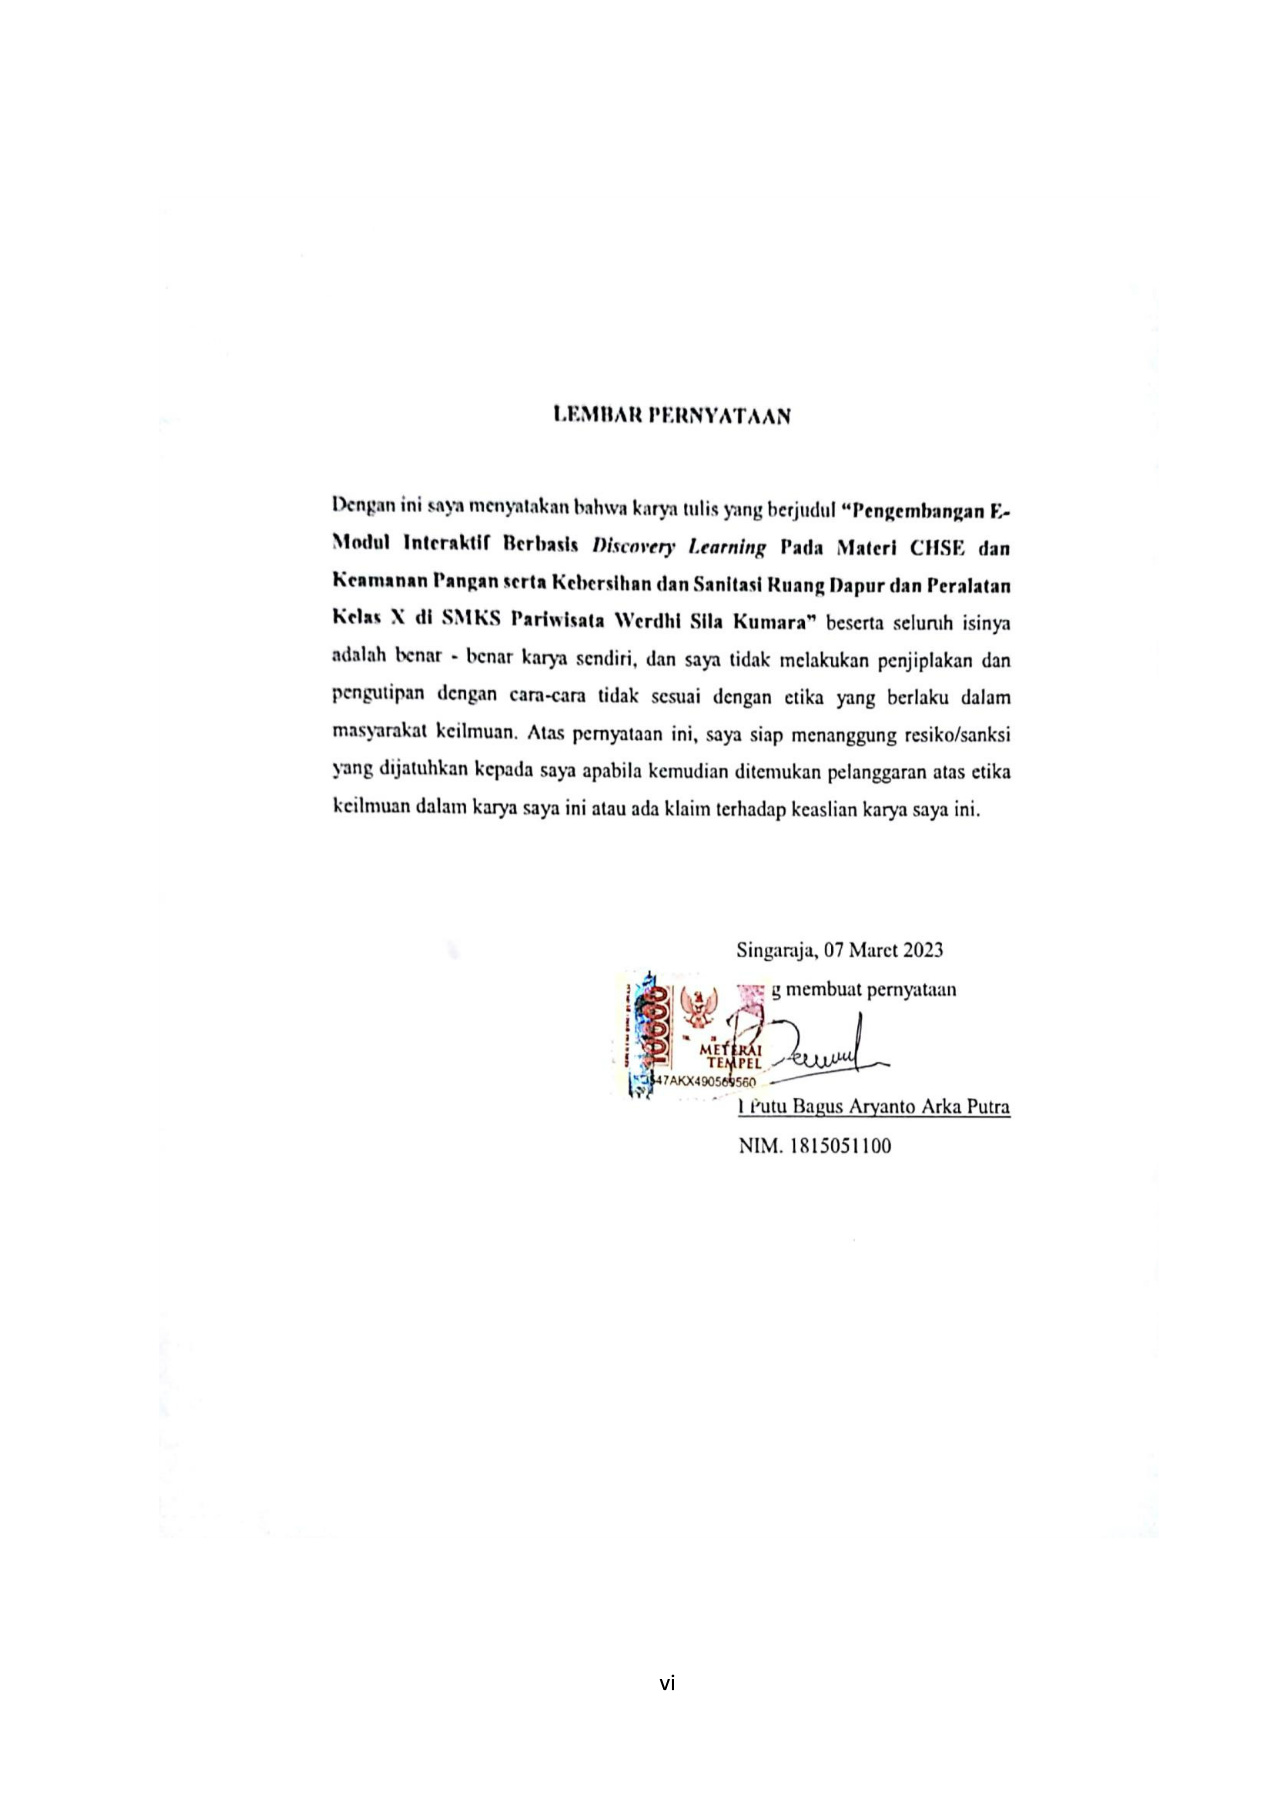 LEMBAR PERNYATAAN
Dengan ini saya menyatakan bahwa karya tulis yang berjudul “Pengembangan E-
Modul Interaktif Berbasis Discovery Learning Pada Materi CHSE dan
Keamanan Pangan serta Kebersihan dan Sanitasi Ruang Dapur dan Peralatan
Kelas X di SMKS Pariwisata Werdhi Sila Kumara” beserta seluruh isinya
adalah benar - benar karya sendiri, dan saya tidak melakukan penjiplakan dan
pengutipan dengan cara-cara tidak sesuai dengan etika yang berlaku dalam
masyarakat keilmuan. Atas pernyataan ini, saya siap menanggung resiko/sanksi
yang dijatuhkan kepada saya apabila kemudian ditemukan pelanggaran atas etika
keilmuan dalam karya saya ini atau ada klaim terhadap keaslian karya saya ini.
Singaraja, 07 Maret 2023
g membuat pernyataan
10000
METERAI
TEMPEL
547AKX490569560
I Putu Bagus Aryanto Arka Putra
NIM. 1815051100
vi